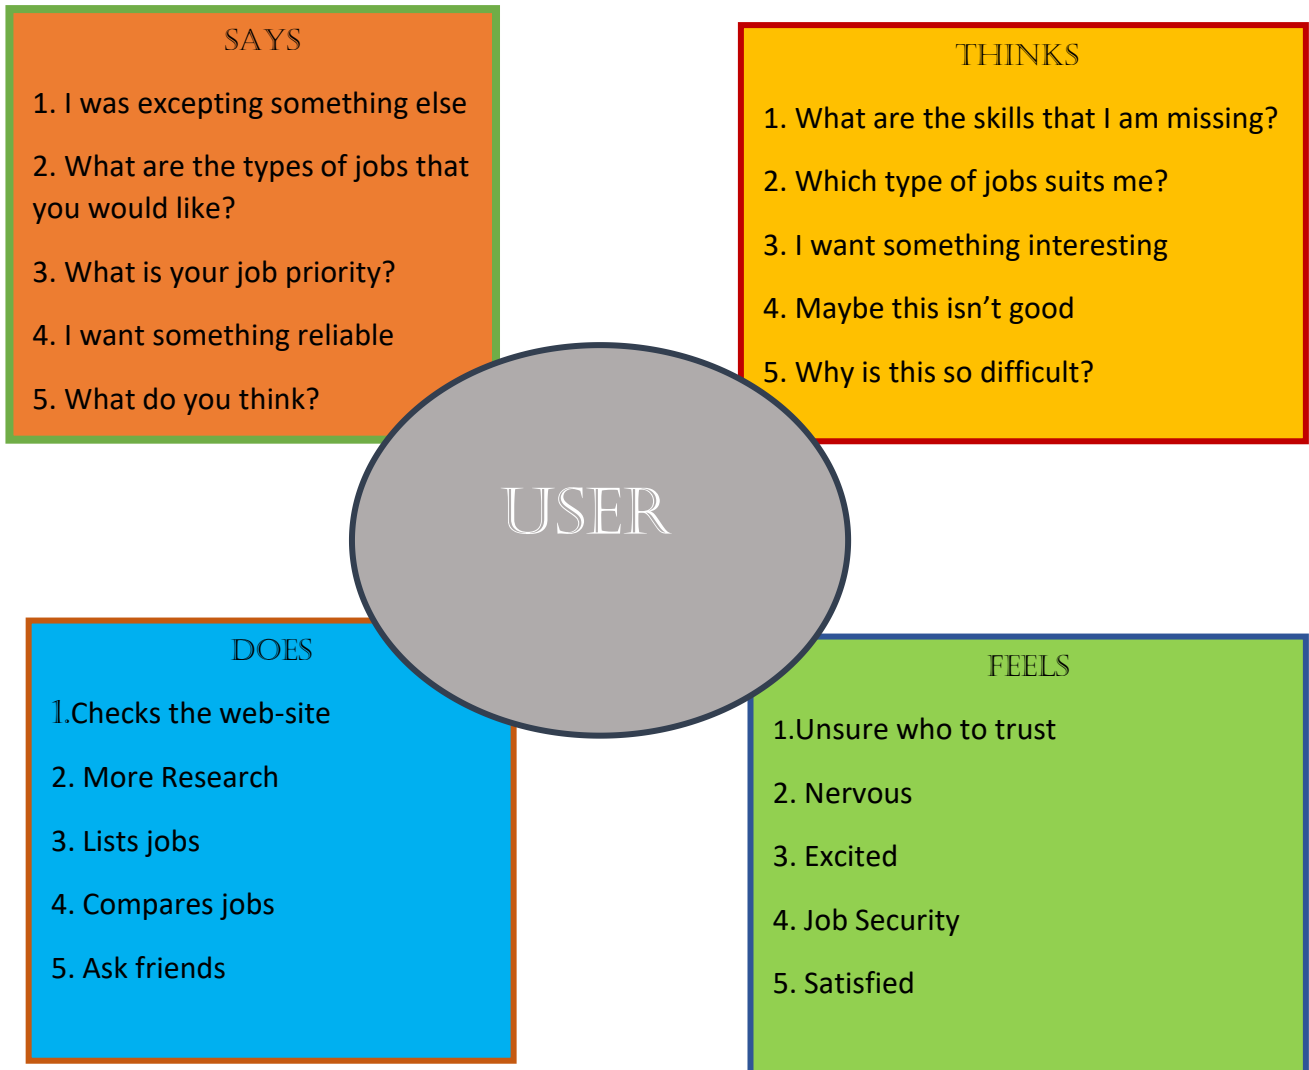 SAYS
1. I was excepting something else
2. What are the types of jobs that
you would like?
3. What is your job priority?
4. I want something reliable
5. What do you think?
THINKS
1. What are the skills that I am missing?
2. Which type of jobs suits me?
3. I want something interesting
4. Maybe this isn’t good
5. Why is this so difficult?
USER
DOES
1.Checks the web-site
2. More Research
3. Lists jobs
4. Compares jobs
5. Ask friends
FEELS
1.Unsure who to trust
2. Nervous
3. Excited
4. Job Security
5. Satisfied